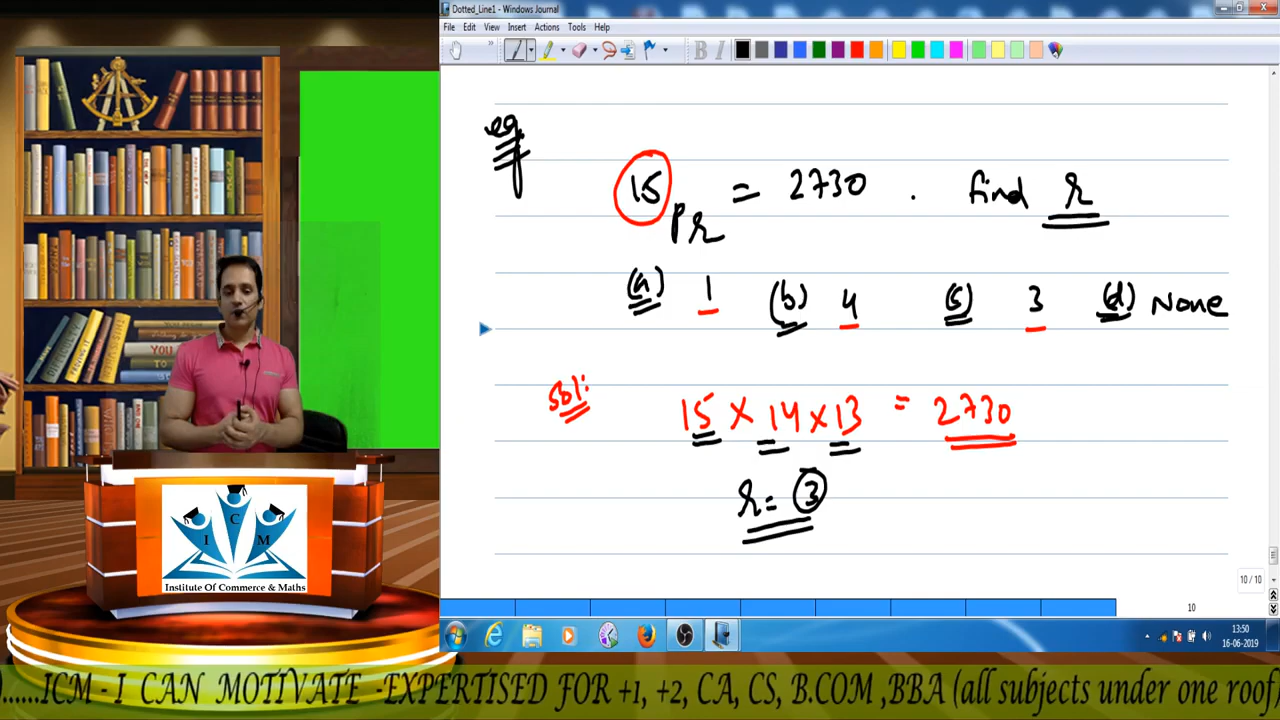 Dotted_Line1 - Windows Journal
File Edit View Insert Actions Tools Help
B I
eg
15Pr = 2730 . find r
(a) 1 (b) 4 (c) 3 (d) None
Sol:
15 × 14 × 13 = 2730
r = 3
10 / 10
10
I C M
Institute Of Commerce & Maths
13:50
16-06-2019
)......ICM - I CAN MOTIVATE -EXPERTISED FOR +1, +2, CA, CS, B.COM ,BBA (all subjects under one roof)